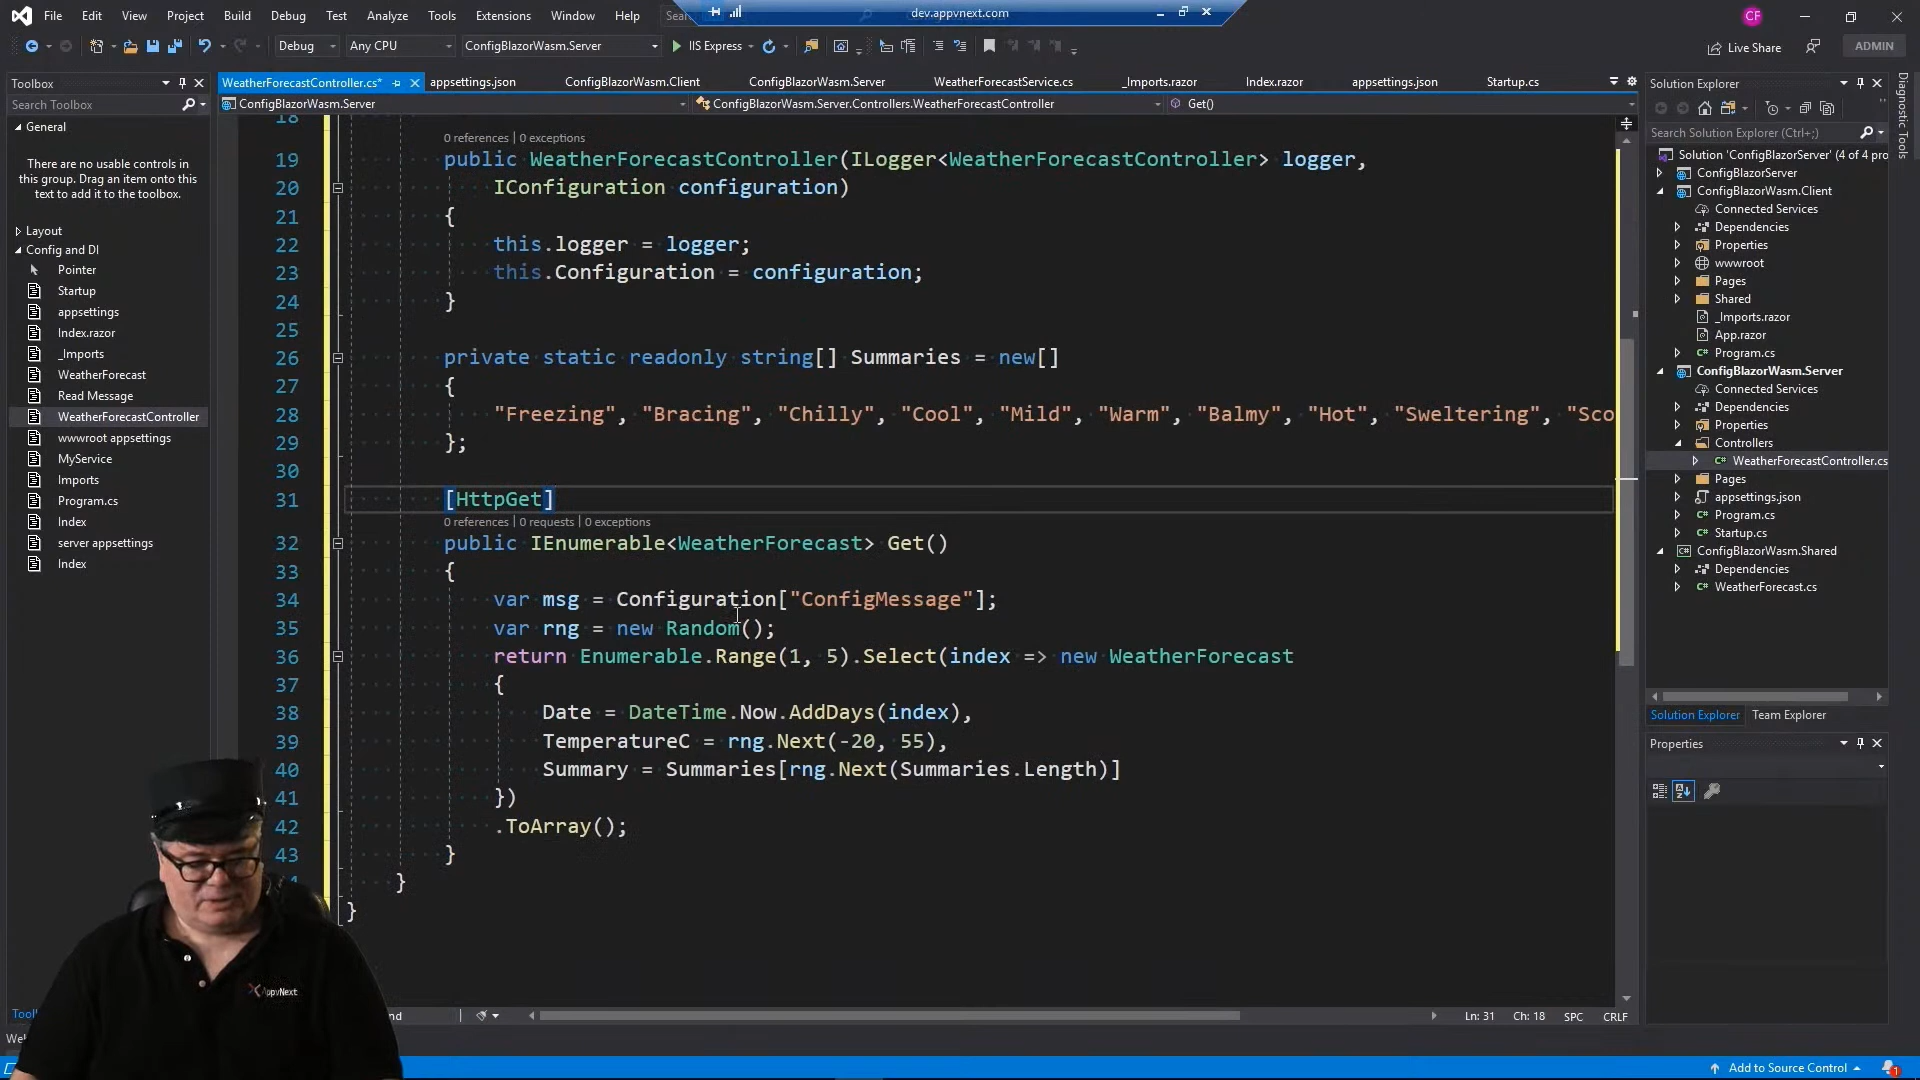 File Edit View Project Build Debug Test Analyze Tools Extensions Window Help
dev.appvnext.com
CF
Debug Any CPU ConfigBlazorWasm.Server IIS Express Live Share ADMIN
Toolbox
Search Toolbox
General
There are no usable controls in
this group. Drag an item onto this
text to add it to the toolbox.
Layout
Config and DI
Pointer
Startup
appsettings
Index.razor
_Imports
WeatherForecast
Read Message
WeatherForecastController
wwwroot appsettings
MyService
Imports
Program.cs
Index
server appsettings
Index
WeatherForecastController.cs* appsettings.json ConfigBlazorWasm.Client ConfigBlazorWasm.Server WeatherForecastService.cs _Imports.razor Index.razor appsettings.json Startup.cs
ConfigBlazorWasm.Server ConfigBlazorWasm.Server.Controllers.WeatherForecastController Get()
18
0 references | 0 exceptions
19 public WeatherForecastController(ILogger<WeatherForecastController> logger,
20 IConfiguration configuration)
21 {
22 this.logger = logger;
23 this.Configuration = configuration;
24 }
25
26 private static readonly string[] Summaries = new[]
27 {
28 "Freezing", "Bracing", "Chilly", "Cool", "Mild", "Warm", "Balmy", "Hot", "Sweltering", "Sco
29 };
30
31 [HttpGet]
0 references | 0 requests | 0 exceptions
32 public IEnumerable<WeatherForecast> Get()
33 {
34 var msg = Configuration["ConfigMessage"];
35 var rng = new Random();
36 return Enumerable.Range(1, 5).Select(index => new WeatherForecast
37 {
38 Date = DateTime.Now.AddDays(index),
39 TemperatureC = rng.Next(-20, 55),
40 Summary = Summaries[rng.Next(Summaries.Length)]
41 })
42 .ToArray();
43 }
}
}
Solution Explorer
Search Solution Explorer (Ctrl+;)
Solution 'ConfigBlazorServer' (4 of 4 pro
ConfigBlazorServer
ConfigBlazorWasm.Client
Connected Services
Dependencies
Properties
wwwroot
Pages
Shared
_Imports.razor
App.razor
Program.cs
ConfigBlazorWasm.Server
Connected Services
Dependencies
Properties
Controllers
WeatherForecastController.cs
Pages
appsettings.json
Program.cs
Startup.cs
ConfigBlazorWasm.Shared
Dependencies
WeatherForecast.cs
Solution Explorer Team Explorer
Properties
Diagnostic Tools
AppvNext
Ln: 31 Ch: 18 SPC CRLF
Add to Source Control
1